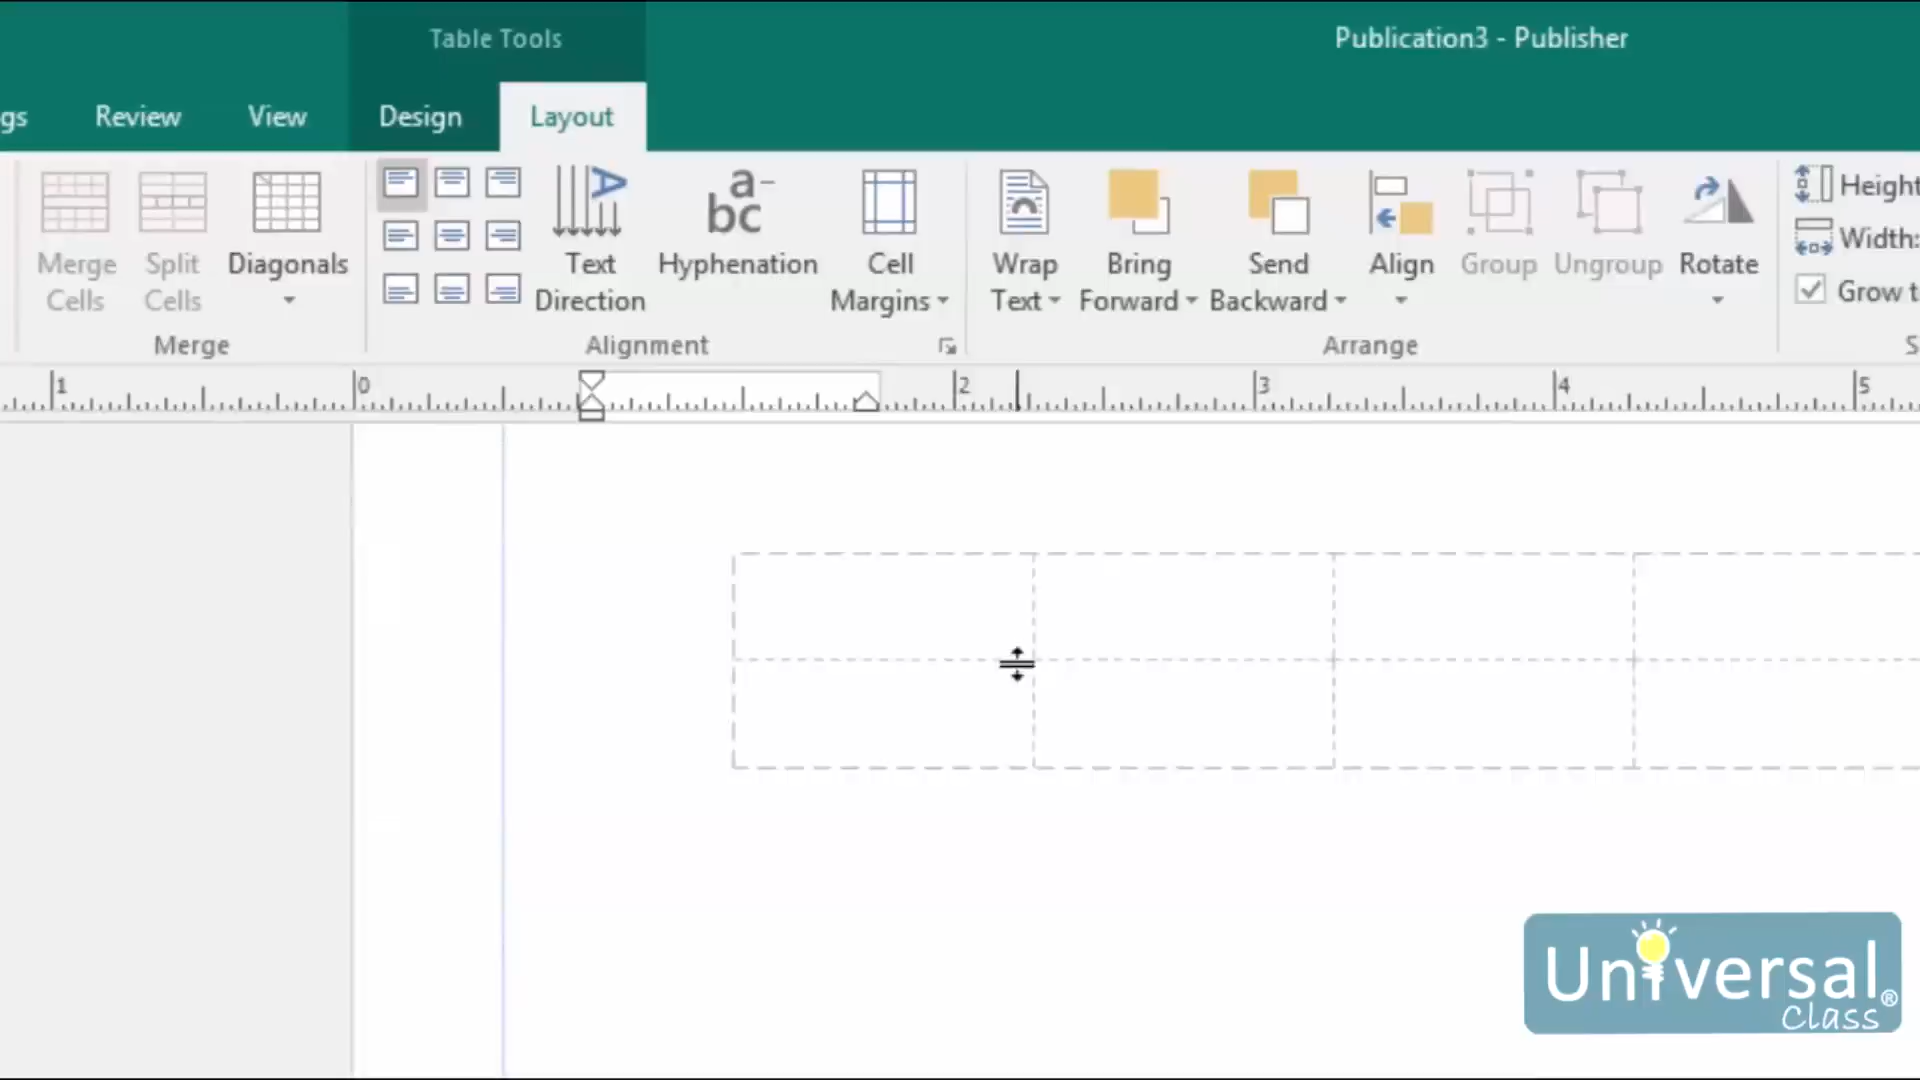 Table Tools
Publication3 - Publisher
gs Review View Design Layout
Merge Cells
Split Cells
Diagonals
Merge
a-
bc
Text Direction
Hyphenation
Cell Margins
Alignment
Wrap Text
Bring Forward
Send Backward
Align
Group
Ungroup
Rotate
Arrange
Height
Width:
Grow t
S
1 0 2 3 4 5
Universal®
Class